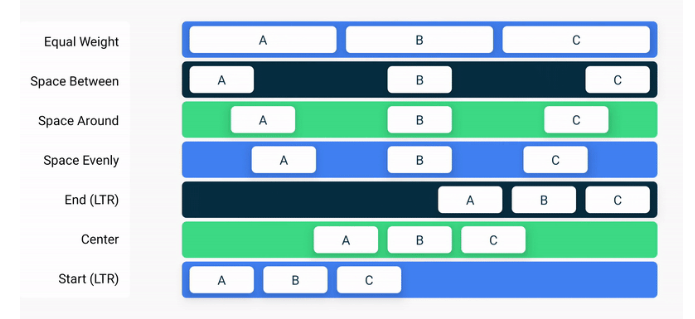 Equal Weight A B C
Space Between A B C
Space Around A B C
Space Evenly A B C
End (LTR) A B C
Center A B C
Start (LTR) A B C